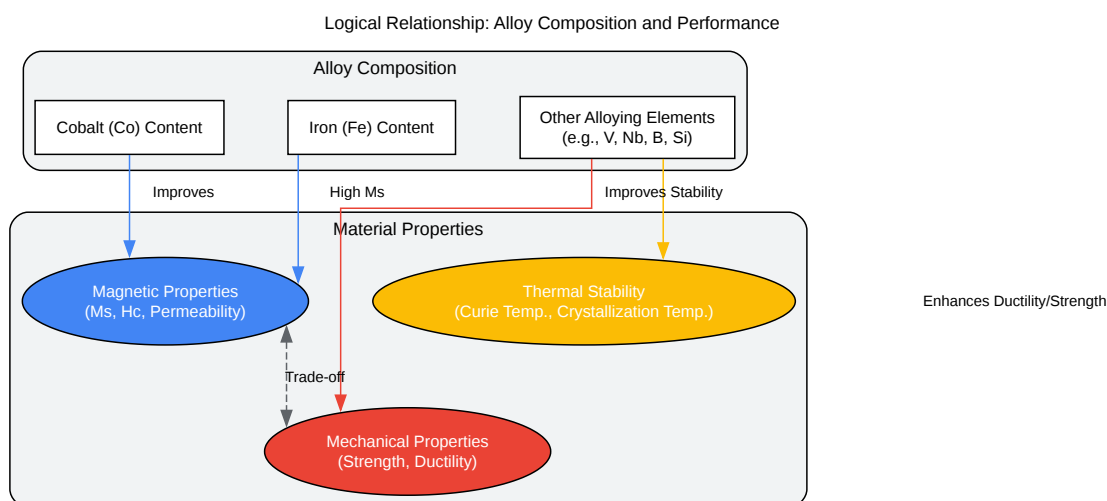 Logical Relationship: Alloy Composition and Performance
Alloy Composition
Cobalt (Co) Content
Iron (Fe) Content
Other Alloying Elements
(e.g., V, Nb, B, Si)
Improves
High Ms
Improves Stability
Material Properties
Magnetic Properties
(Ms, Hc, Permeability)
Thermal Stability
(Curie Temp., Crystallization Temp.)
Enhances Ductility/Strength
Trade-off
Mechanical Properties
(Strength, Ductility)